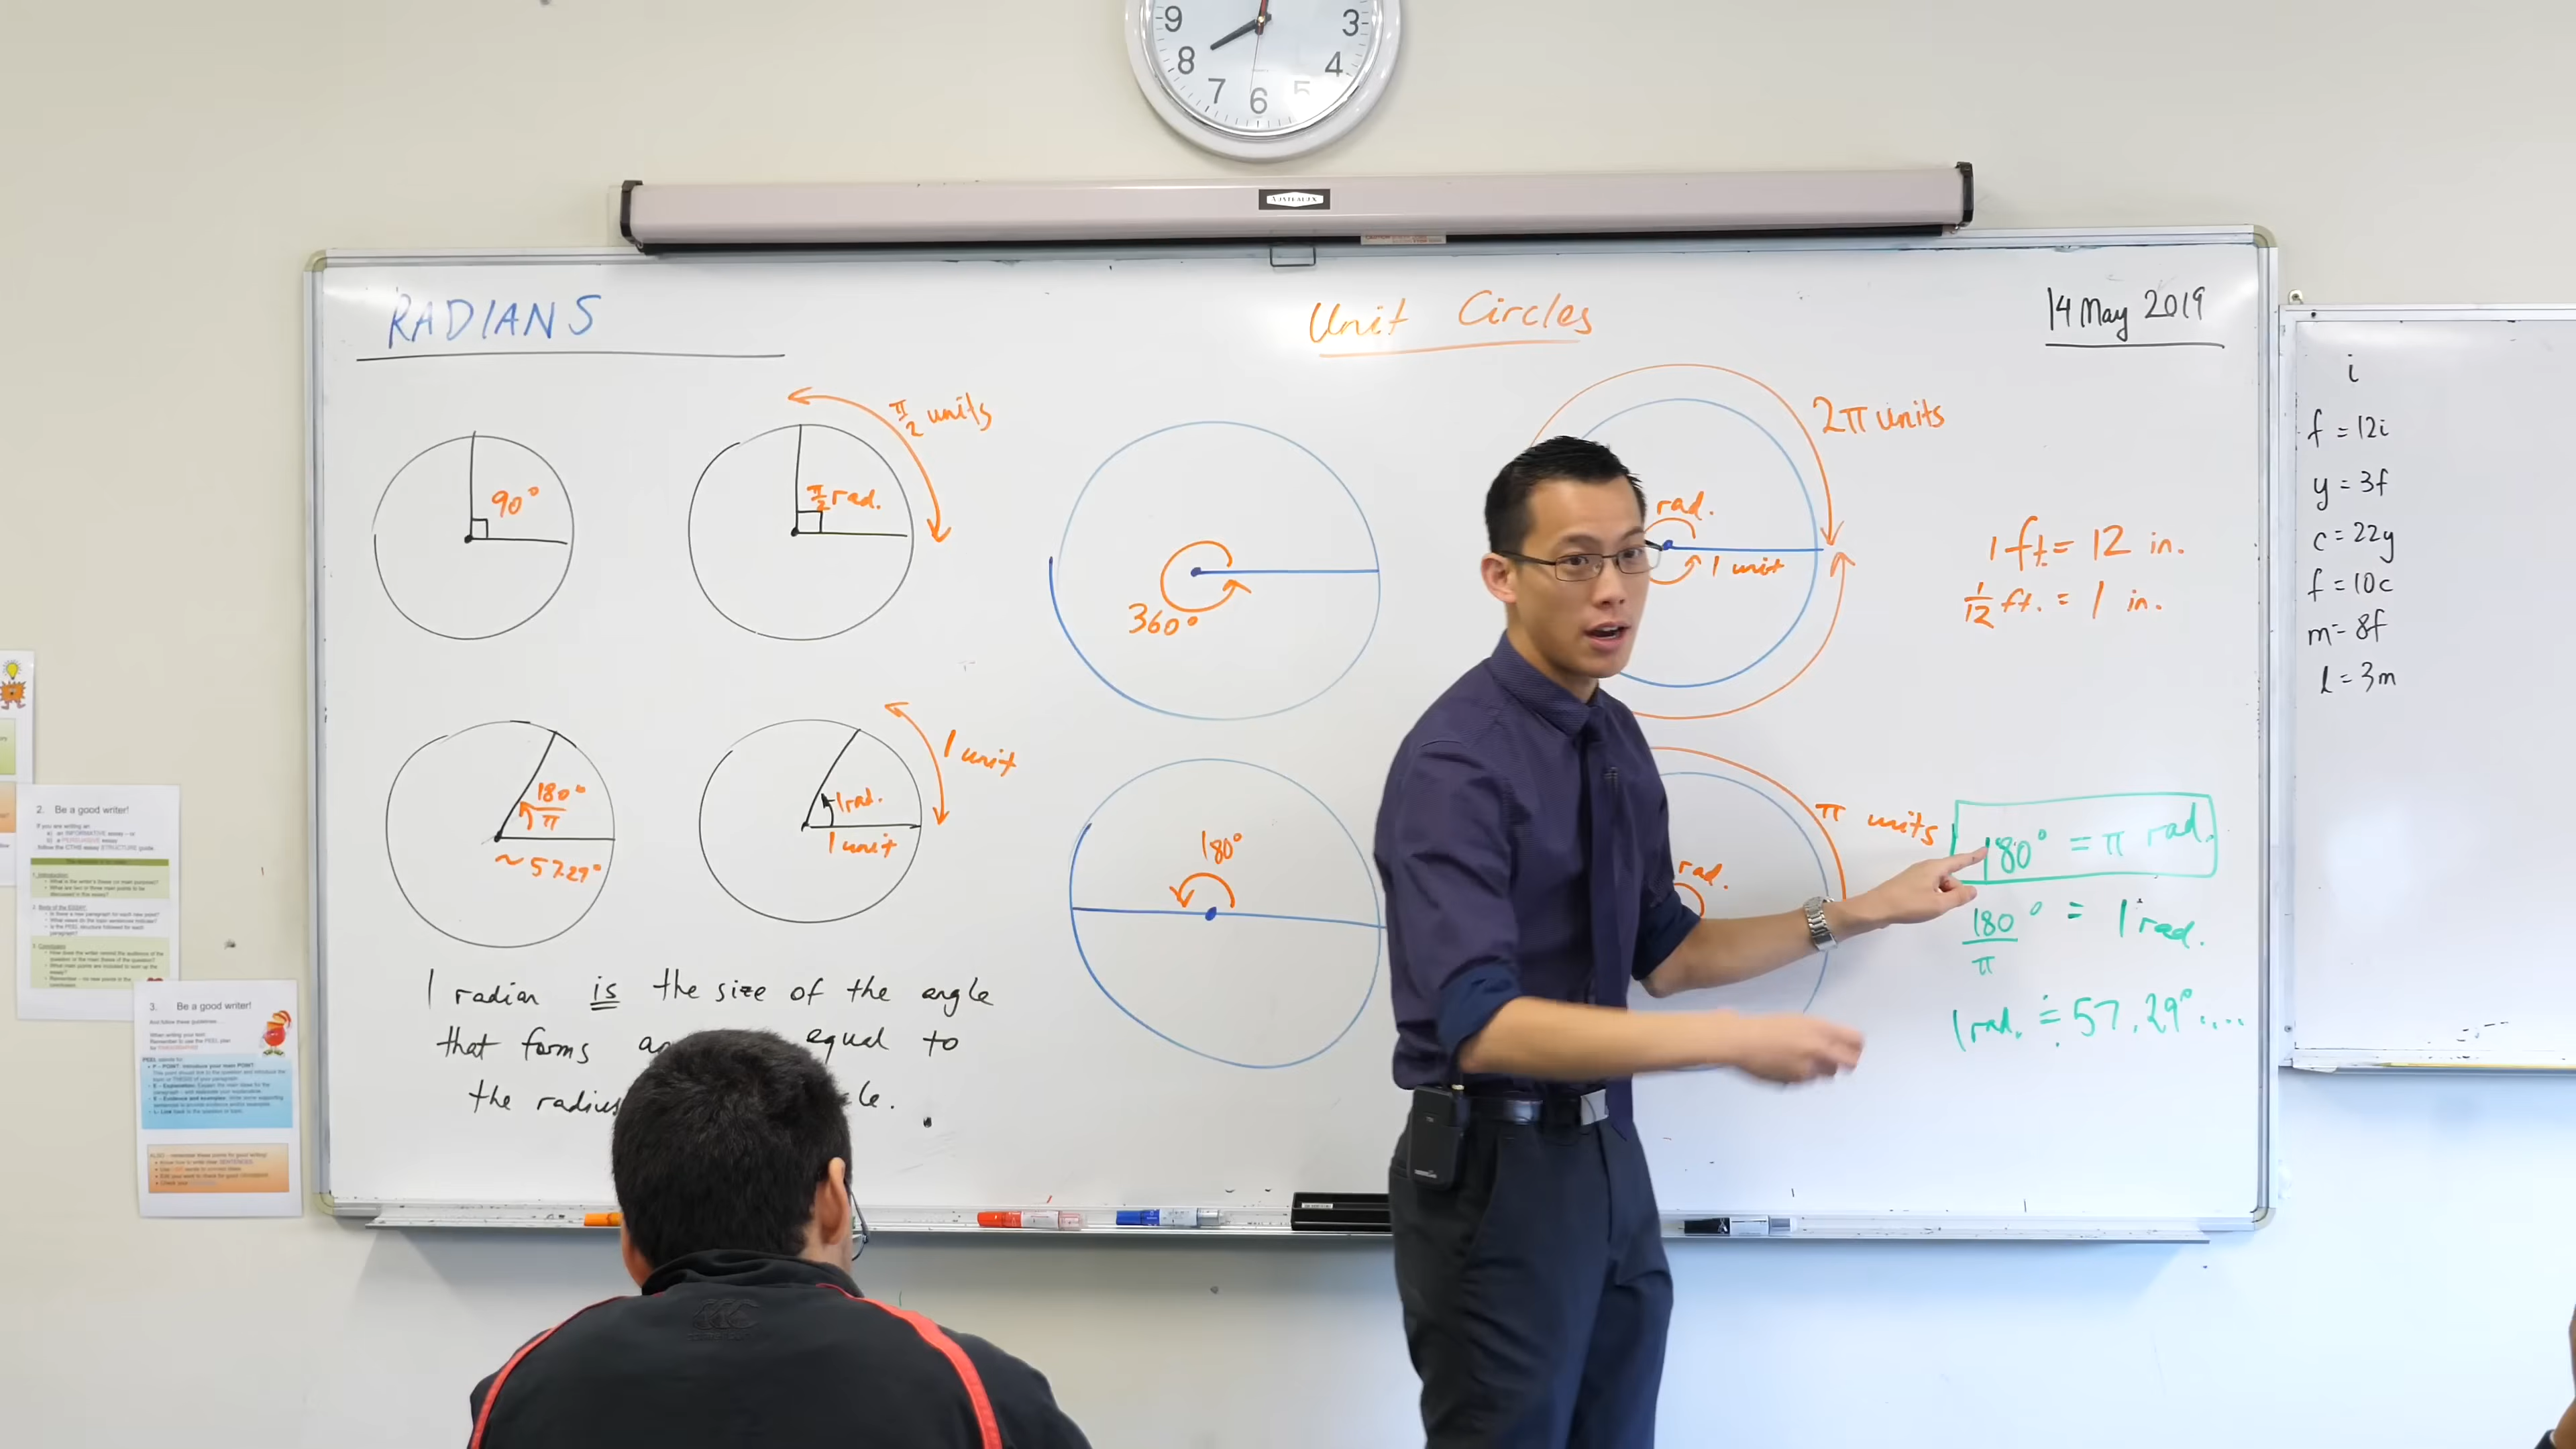 9
3
8
4
7
6
5
RADIANS
Unit Circles
14 May 2019
90°
π/2 rad.
π/2 units
360°
rad.
1 unit
2π units
1 ft = 12 in.
1/12 ft. = 1 in.
i
f = 12i
y = 3f
c = 22y
f = 10c
m = 8f
l = 3m
180°/π
~57.29°
1 rad.
1 unit
1 unit
180°
rad.
π units
180° = π rad.
180/π ° = 1 rad.
1 rad. ≑ 57.29°....
1 radian is the size of the angle
that forms equal to
the radius
2. Be a good writer!
3. Be a good writer!
CCC